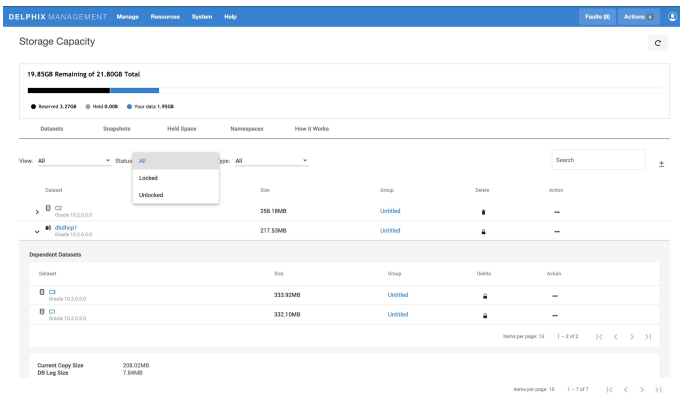 DELPHIX MANAGEMENT Manage Resources System Help Faults (8) Actions
Storage Capacity
19.85GB Remaining of 21.80GB Total
Reserved 3.27GB Held 0.00B Your data 1.95GB
Datasets Snapshots Held Space Namespaces How it Works
View: All Status All ype: All Search
Locked
Unlocked
Dataset Size Group Delete Action
C2 258.18MB Untitled
Oracle 10.2.0.5.0
dbdhcp1 217.53MB Untitled
Oracle 10.2.0.5.0
Dependent Datasets
Dataset Size Group Delete Action
C3 333.92MB Untitled
Oracle 10.2.0.5.0
C1 332.10MB Untitled
Oracle 10.2.0.5.0
Items per page: 15 1 – 2 of 2
Current Copy Size 208.02MB
DB Log Size 7.84MB
Items per page: 15 1 – 7 of 7